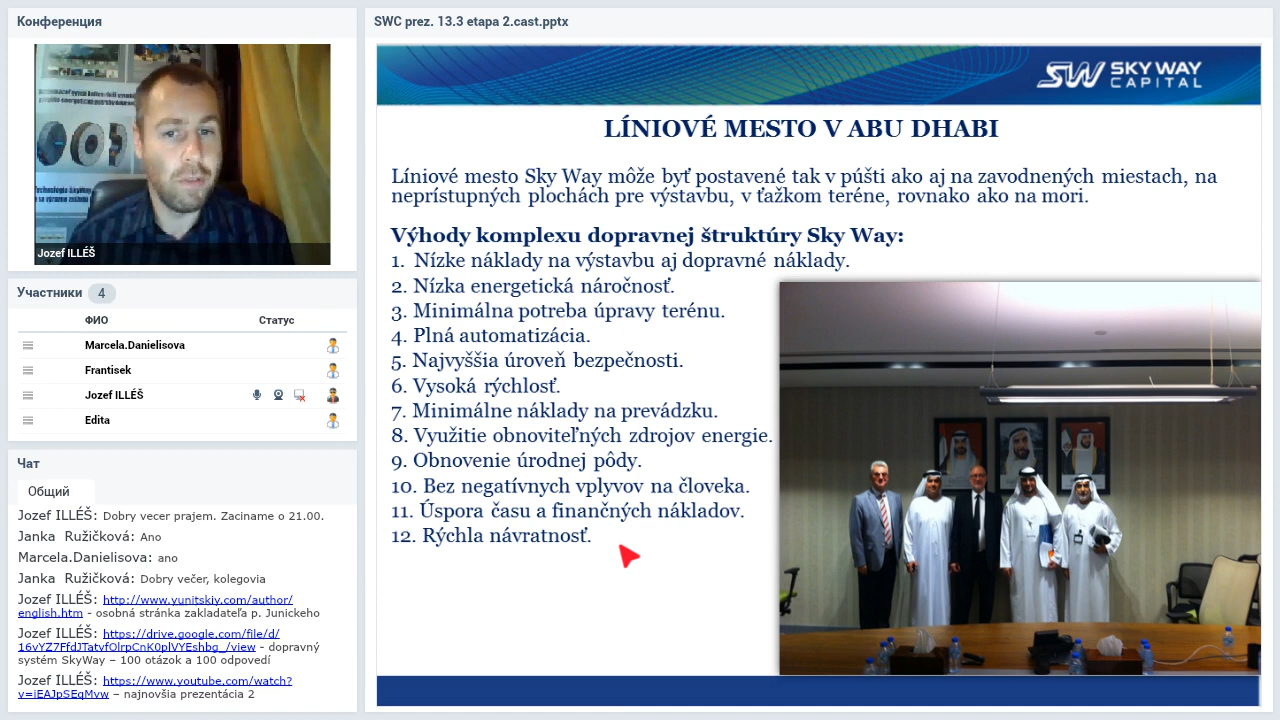 Конференция
Jozef ILLÉŠ
Участники 4
ФИО Статус
Marcela.Danielisova
Frantisek
Jozef ILLÉŠ
Edita
Чат
Общий
Jozef ILLÉŠ: Dobry vecer prajem. Zaciname o 21.00.
Janka Ružičková: Ano
Marcela.Danielisova: ano
Janka Ružičková: Dobry večer, kolegovia
Jozef ILLÉŠ: http://www.yunitskiy.com/author/
english.htm - osobná stránka zakladateľa p. Junickeho
Jozef ILLÉŠ: https://drive.google.com/file/d/
16vYZ7FfdJTatvfOlrpCnK0plVYEshbg_/view - dopravný
systém SkyWay – 100 otázok a 100 odpovedí
Jozef ILLÉŠ: https://www.youtube.com/watch?
v=iEAJpSEqMvw – najnovšia prezentácia 2
SWC prez. 13.3 etapa 2.cast.pptx
SW SKY WAY
CAPITAL
LÍNIOVÉ MESTO V ABU DHABI
Líniové mesto Sky Way môže byť postavené tak v púšti ako aj na zavodnených miestach, na
neprístupných plochách pre výstavbu, v ťažkom teréne, rovnako ako na mori.
Výhody komplexu dopravnej štruktúry Sky Way:
1. Nízke náklady na výstavbu aj dopravné náklady.
2. Nízka energetická náročnosť.
3. Minimálna potreba úpravy terénu.
4. Plná automatizácia.
5. Najvyššia úroveň bezpečnosti.
6. Vysoká rýchlosť.
7. Minimálne náklady na prevádzku.
8. Využitie obnoviteľných zdrojov energie.
9. Obnovenie úrodnej pôdy.
10. Bez negatívnych vplyvov na človeka.
11. Úspora času a finančných nákladov.
12. Rýchla návratnosť.